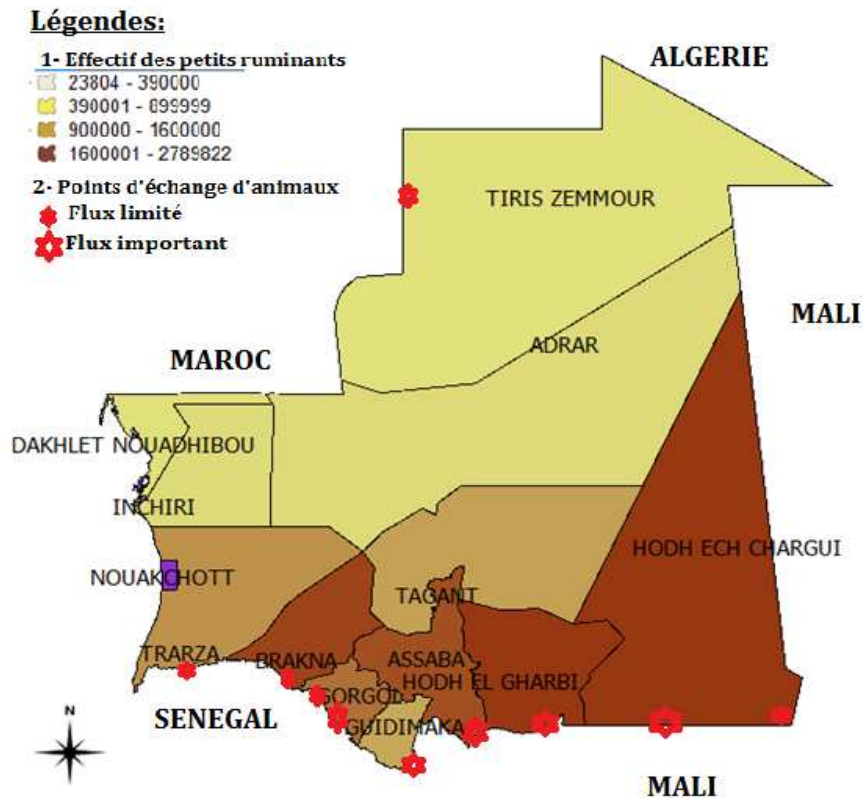 Légendes:
1- Effectif des petits ruminants
23804 - 390000
390001 - 899999
900000 - 1600000
1600001 - 2789822
2- Points d'échange d'animaux
Flux limité
Flux important
ALGERIE
TIRIS ZEMMOUR
MALI
ADRAR
MAROC
DAKHLET NOUADHIBOU
INCHIRI
HODH ECH CHARGUI
NOUAKCHOTT
TAGANT
TRARZA
BRAKNA
ASSABA
HODH EL GHARBI
GORGOL
SENEGAL
GUIDIMAKA
N
MALI